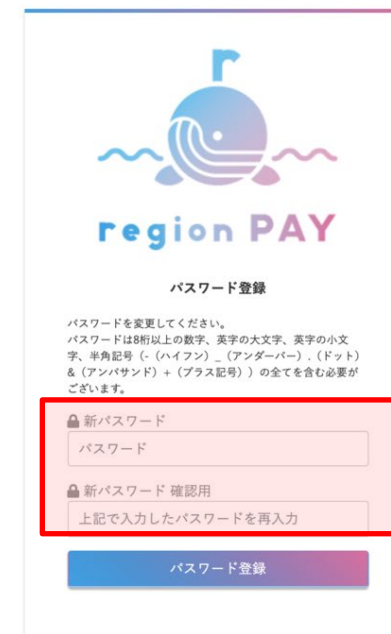 region PAY
パスワード登録
パスワードを変更してください。
パスワードは8桁以上の数字、英字の大文字、英字の小文
字、半角記号（-（ハイフン）_（アンダーバー）.（ドット）
&（アンパサンド）+（プラス記号））の全てを含む必要が
ございます。
新パスワード
パスワード
新パスワード 確認用
上記で入力したパスワードを再入力
パスワード登録